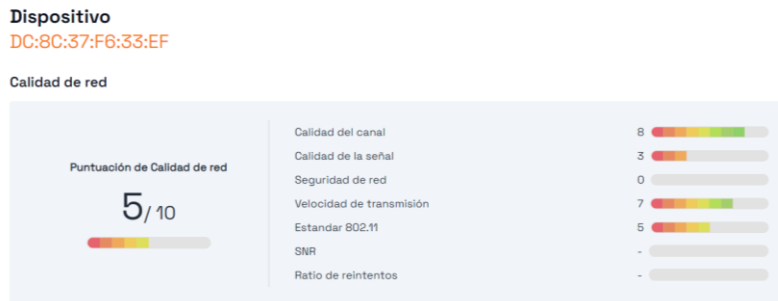 Dispositivo
DC:8C:37:F6:33:EF
Calidad de red
Puntuación de Calidad de red
5/ 10
Calidad del canal 8
Calidad de la señal 3
Seguridad de red 0
Velocidad de transmisión 7
Estandar 802.11 5
SNR -
Ratio de reintentos -